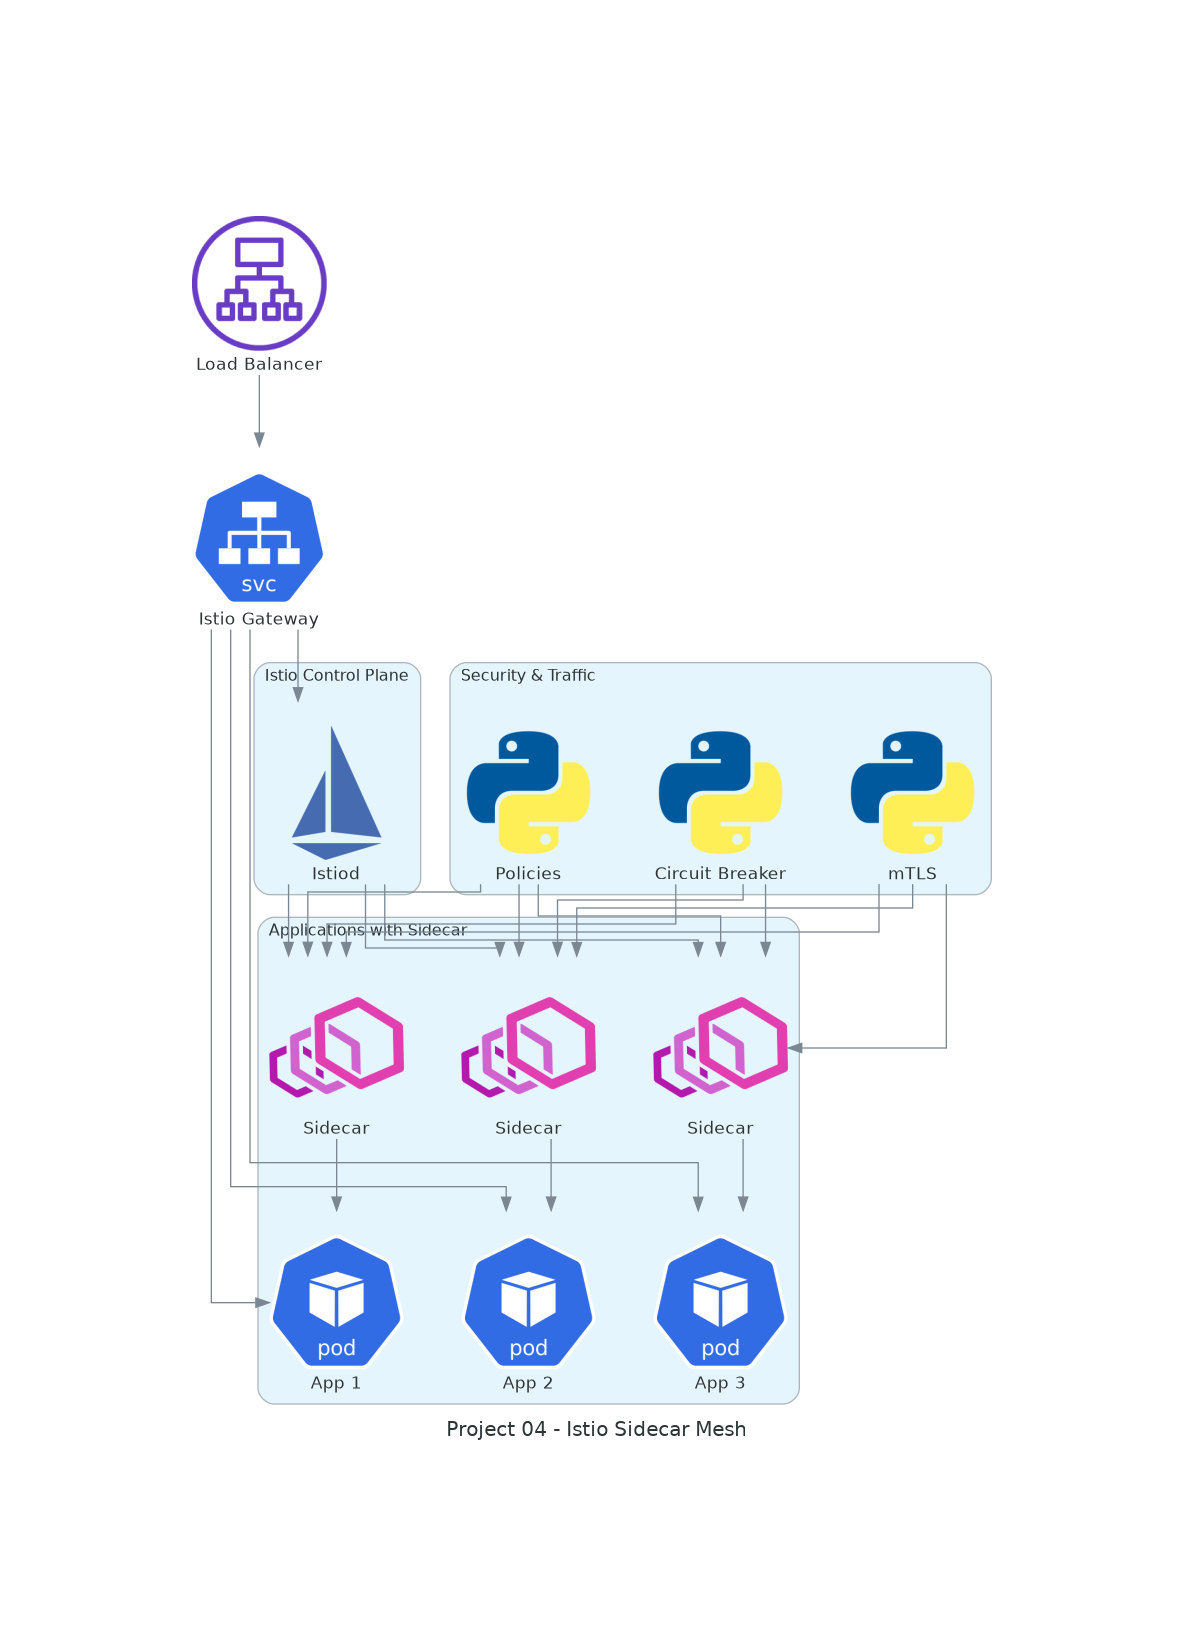 Load Balancer
svc
Istio Gateway
Istio Control Plane
Security & Traffic
Istiod
Policies
Circuit Breaker
mTLS
Applications with Sidecar
Sidecar
Sidecar
Sidecar
pod
pod
pod
App 1
App 2
App 3
Project 04 - Istio Sidecar Mesh